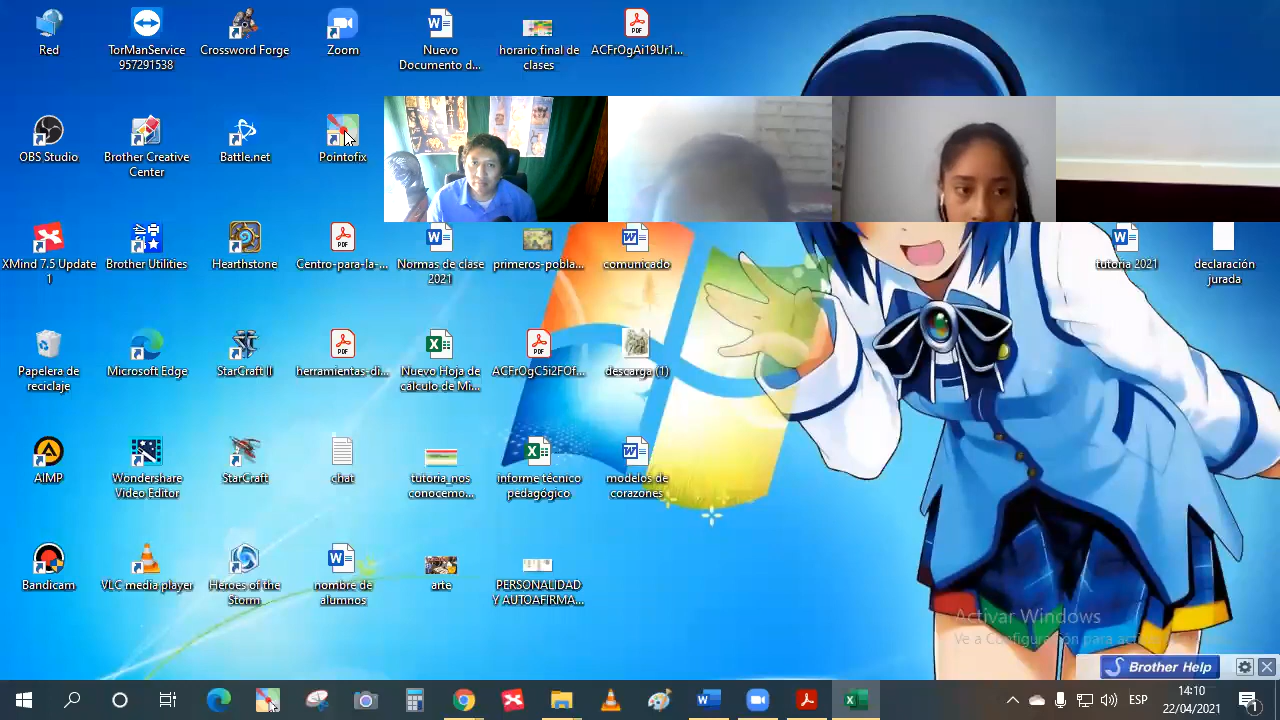 Red
TorManService
957291538
Crossword Forge
Zoom
Nuevo
Documento d...
horario final de
clases
ACFrOgAi19Ur1...
OBS Studio
Brother Creative
Center
Battle.net
Pointofix
XMind 7.5 Update
1
Brother Utilities
Hearthstone
Centro-para-la-...
Normas de clase
2021
primeros-pobla...
comunicado
tutoria 2021
declaración
jurada
Papelera de
reciclaje
Microsoft Edge
StarCraft II
herramientas-di...
Nuevo Hoja de
cálculo de Mi...
ACFrOgC5i2FOf...
descarga (1)
AIMP
Wondershare
Video Editor
StarCraft
chat
tutoria_nos
conocemo...
informe técnico
pedagógico
modelos de
corazones
Bandicam
VLC media player
Heroes of the
Storm
nombre de
alumnos
arte
PERSONALIDAD
Y AUTOAFIRMA...
Activar Windows
Brother Help
ESP
14:10
22/04/2021
1